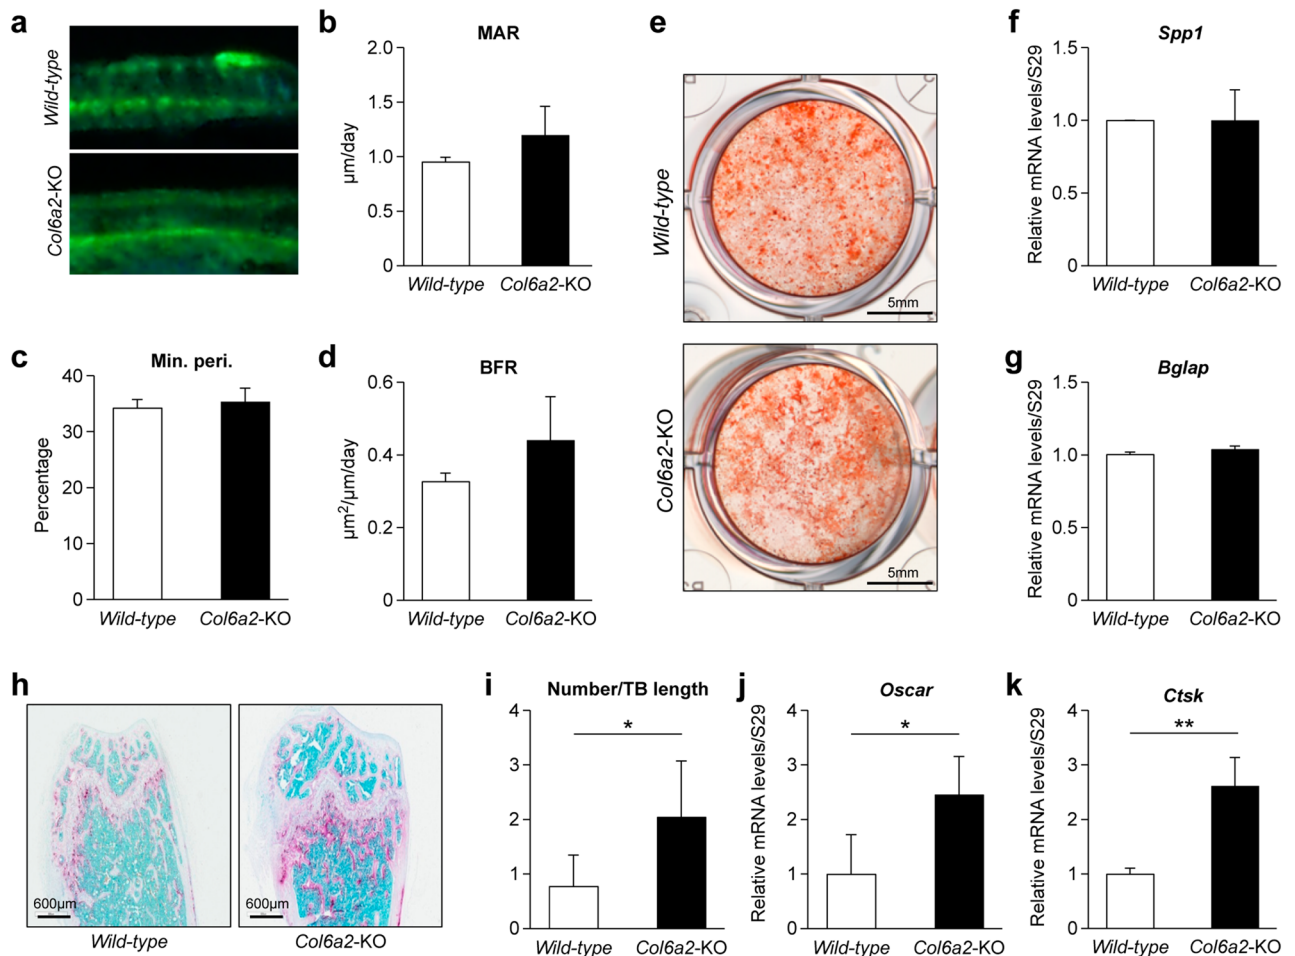 a
Wild-type
Col6a2-KO
b
MAR
2.0
1.5
1.0
0.5
0
µm/day
Wild-type Col6a2-KO
c
Min. peri.
40
30
20
10
0
Percentage
Wild-type Col6a2-KO
d
BFR
0.6
0.4
0.2
0
µm²/µm/day
Wild-type Col6a2-KO
e
Wild-type
5mm
Col6a2-KO
5mm
f
Spp1
1.5
1.0
0.5
0
Relative mRNA levels/S29
Wild-type Col6a2-KO
g
Bglap
1.5
1.0
0.5
0
Relative mRNA levels/S29
Wild-type Col6a2-KO
h
600µm
600µm
Wild-type
Col6a2-KO
i
Number/TB length
*
4
3
2
1
0
Wild-type Col6a2-KO
j
Oscar
*
4
3
2
1
0
Relative mRNA levels/S29
Wild-type Col6a2-KO
k
Ctsk
**
4
3
2
1
0
Relative mRNA levels/S29
Wild-type Col6a2-KO